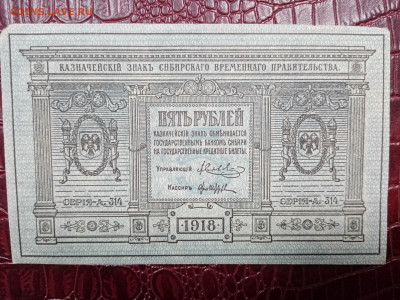 COINS.LAVE.RU
КАЗНАЧЕЙСКІЙ ЗНАКЪ СИБИРСКАГО ВРЕМЕННАГО ПРАВИТЕЛЬСТВА.
ПЯТЬ РУБЛЕЙ
КАЗНАЧЕЙСКІЙ ЗНАКЪ ОБМѢНИВАЕТСЯ
ГОСУДАРСТВЕННЫМЪ БАНКОМЪ СИБИРИ
НА ГОСУДАРСТВЕННЫЕ КРЕДИТНЫЕ БИЛЕТЫ.
УПРАВЛЯЮЩІЙ
КАССИРЪ
СЕРІЯ-А. 314
СЕРІЯ-А. 314
1918